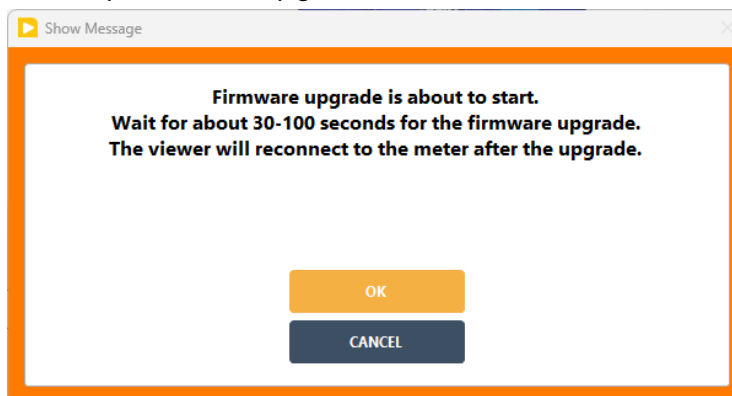 Show Message
Firmware upgrade is about to start.
Wait for about 30-100 seconds for the firmware upgrade.
The viewer will reconnect to the meter after the upgrade.
OK
CANCEL